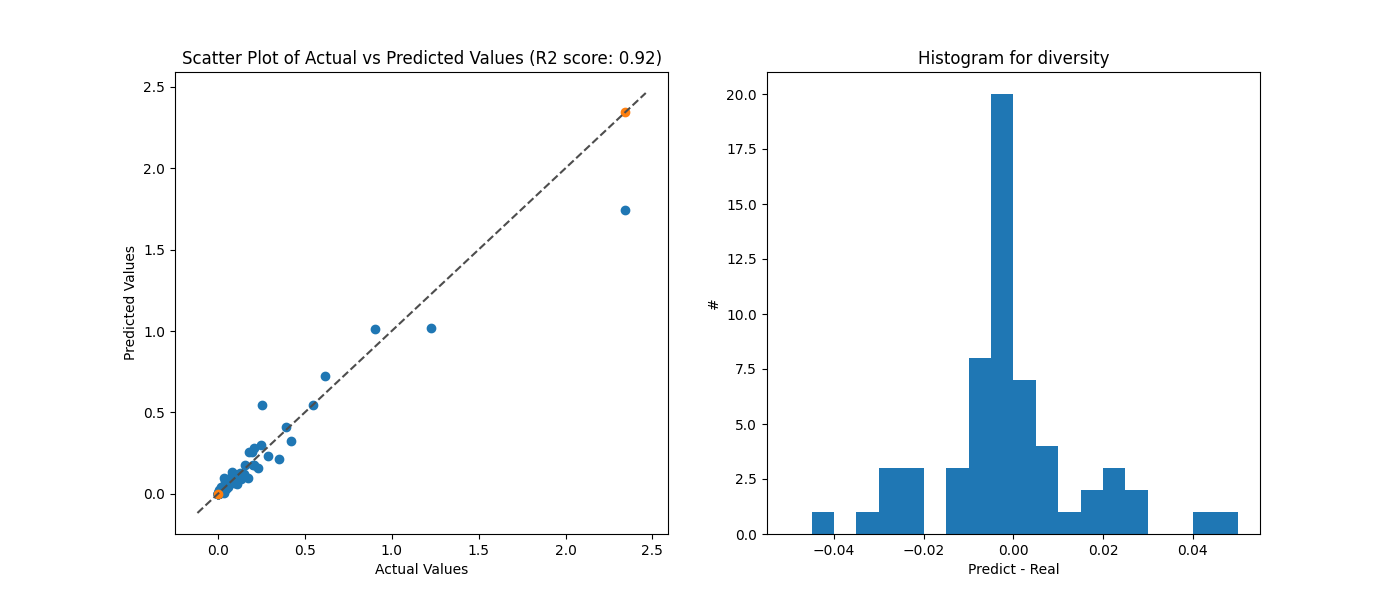 Scatter Plot of Actual vs Predicted Values (R2 score: 0.92)
2.5
2.0
1.5
1.0
0.5
0.0
Predicted Values
0.0 0.5 1.0 1.5 2.0 2.5
Actual Values
Histogram for diversity
20.0
17.5
15.0
12.5
10.0
7.5
5.0
2.5
0.0
#
−0.04 −0.02 0.00 0.02 0.04
Predict - Real